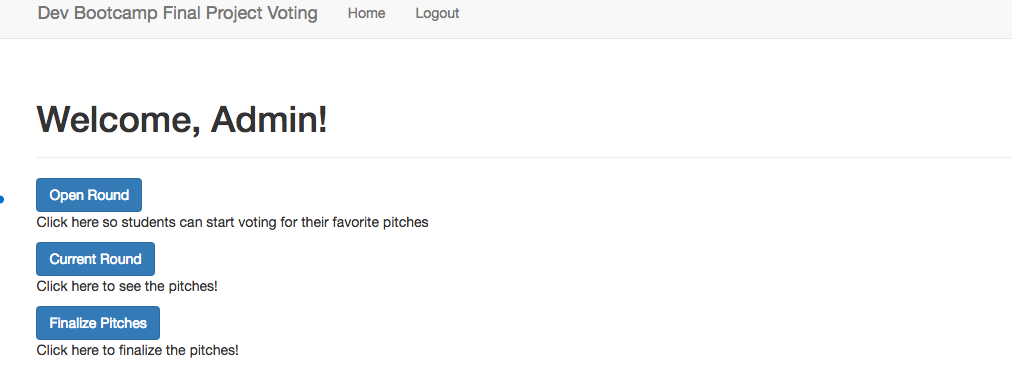 Dev Bootcamp Final Project Voting Home Logout
Welcome, Admin!
Open Round
Click here so students can start voting for their favorite pitches
Current Round
Click here to see the pitches!
Finalize Pitches
Click here to finalize the pitches!